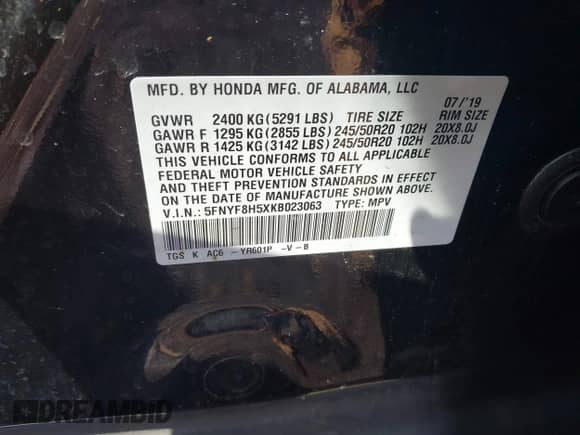 MFD. BY HONDA MFG. OF ALABAMA, LLC
07/'19
GVWR 2400 KG(5291 LBS) TIRE SIZE RIM SIZE
GAWR F 1295 KG(2855 LBS) 245/50R20 102H 20X8.0J
GAWR R 1425 KG(3142 LBS) 245/50R20 102H 20X8.0J
THIS VEHICLE CONFORMS TO ALL APPLICABLE
FEDERAL MOTOR VEHICLE SAFETY
AND THEFT PREVENTION STANDARDS IN EFFECT
ON THE DATE OF MANUFACTURE SHOWN ABOVE.
V.I.N.: 5FNYF8H5XKB023063 TYPE: MPV
TGS K AC6 -YR601P -V-B
DREAMBID